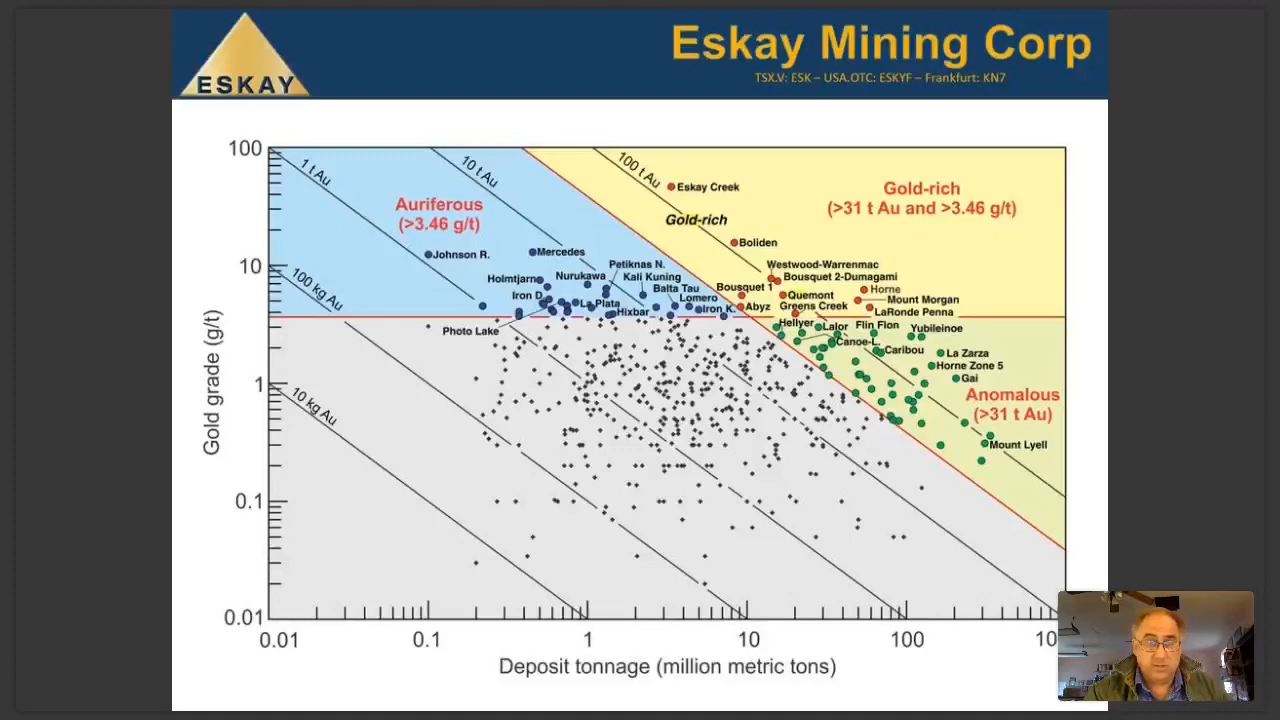 ESKAY
Eskay Mining Corp
TSX.V: ESK – USA.OTC: ESKYF – Frankfurt: KN7
100
10
1
0.1
0.01
Gold grade (g/t)
1 t Au
10 t Au
100 t Au
100 kg Au
10 kg Au
Auriferous
(>3.46 g/t)
Gold-rich
(>31 t Au and >3.46 g/t)
Gold-rich
Eskay Creek
Boliden
Johnson R.
Mercedes
Petiknas N.
Westwood-Warrenmac
Holmtjarn
Nurukawa
Kali Kuning
Bousquet 2-Dumagami
Balta Tau
Bousquet 1
Horne
Iron D.
La Plata
Lomero
Quemont
Mount Morgan
Hixbar
Iron K.
Abyz
Greens Creek
LaRonde Penna
Photo Lake
Hellyer
Lalor
Flin Flon
Yubileinoe
Canoe-L.
Caribou
La Zarza
Horne Zone 5
Gai
Anomalous
(>31 t Au)
Mount Lyell
0.01
0.1
1
10
100
10
Deposit tonnage (million metric tons)